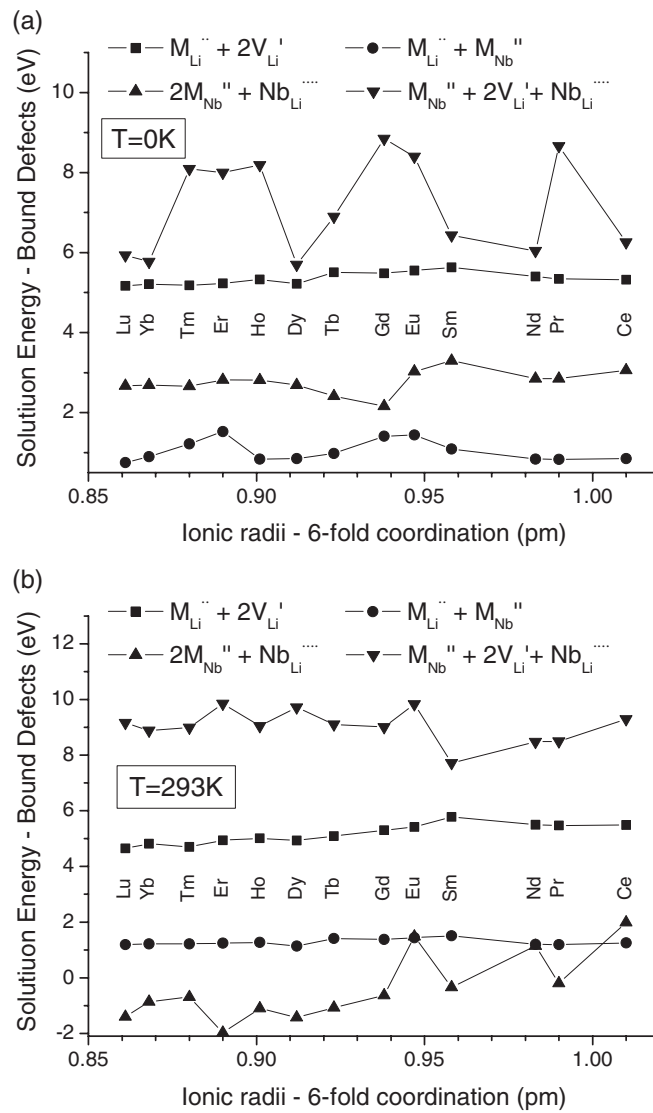 (a)
M_Li¨ + 2V_Li' M_Li¨ + M_Nb"
2M_Nb" + Nb_Li˙˙˙˙ M_Nb" + 2V_Li' + Nb_Li˙˙˙˙
T=0K
Solutiuon Energy - Bound Defects (eV)
10
8
6
4
2
Lu Yb Tm Er Ho Dy Tb Gd Eu Sm Nd Pr Ce
0.85 0.90 0.95 1.00
Ionic radii - 6-fold coordination (pm)
(b)
M_Li¨ + 2V_Li' M_Li¨ + M_Nb"
2M_Nb" + Nb_Li˙˙˙˙ M_Nb" + 2V_Li' + Nb_Li˙˙˙˙
T=293K
Solutiuon Energy - Bound Defects (eV)
12
10
8
6
4
2
0
-2
Lu Yb Tm Er Ho Dy Tb Gd Eu Sm Nd Pr Ce
0.85 0.90 0.95 1.00
Ionic radii - 6-fold coordination (pm)